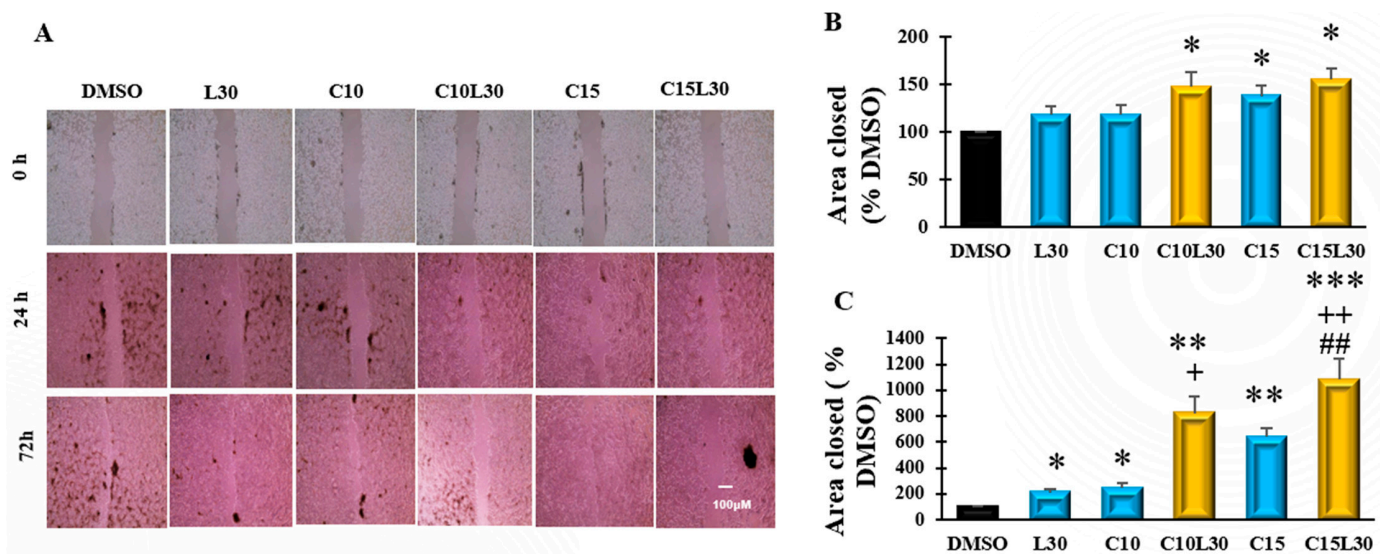 A
DMSO L30 C10 C10L30 C15 C15L30
0 h
24 h
72h
100μM
B
Area closed
(% DMSO)
200
150
100
50
0
* * *
DMSO L30 C10 C10L30 C15 C15L30
C
Area closed ( %
DMSO)
1400
1200
1000
800
600
400
200
0
* * ** + ** *** ++ ##
DMSO L30 C10 C10L30 C15 C15L30